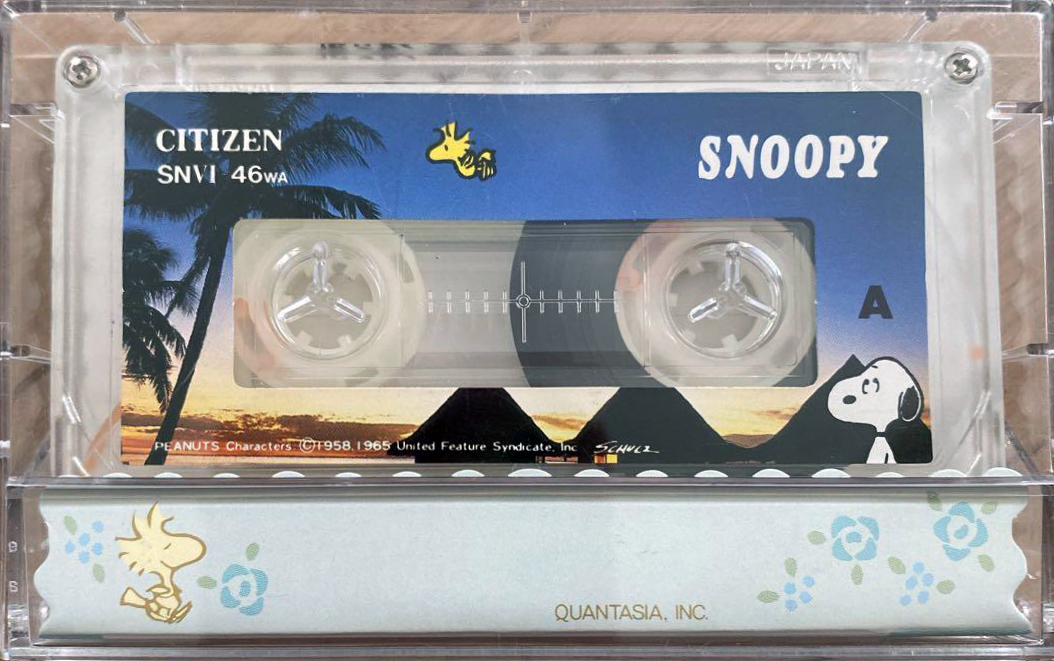 JAPAN
CITIZEN
SNOOPY
SNVI 46WA
A
PEANUTS Characters: ©1958,1965 United Feature Syndicate, Inc. SCHULZ
QUANTASIA, INC.